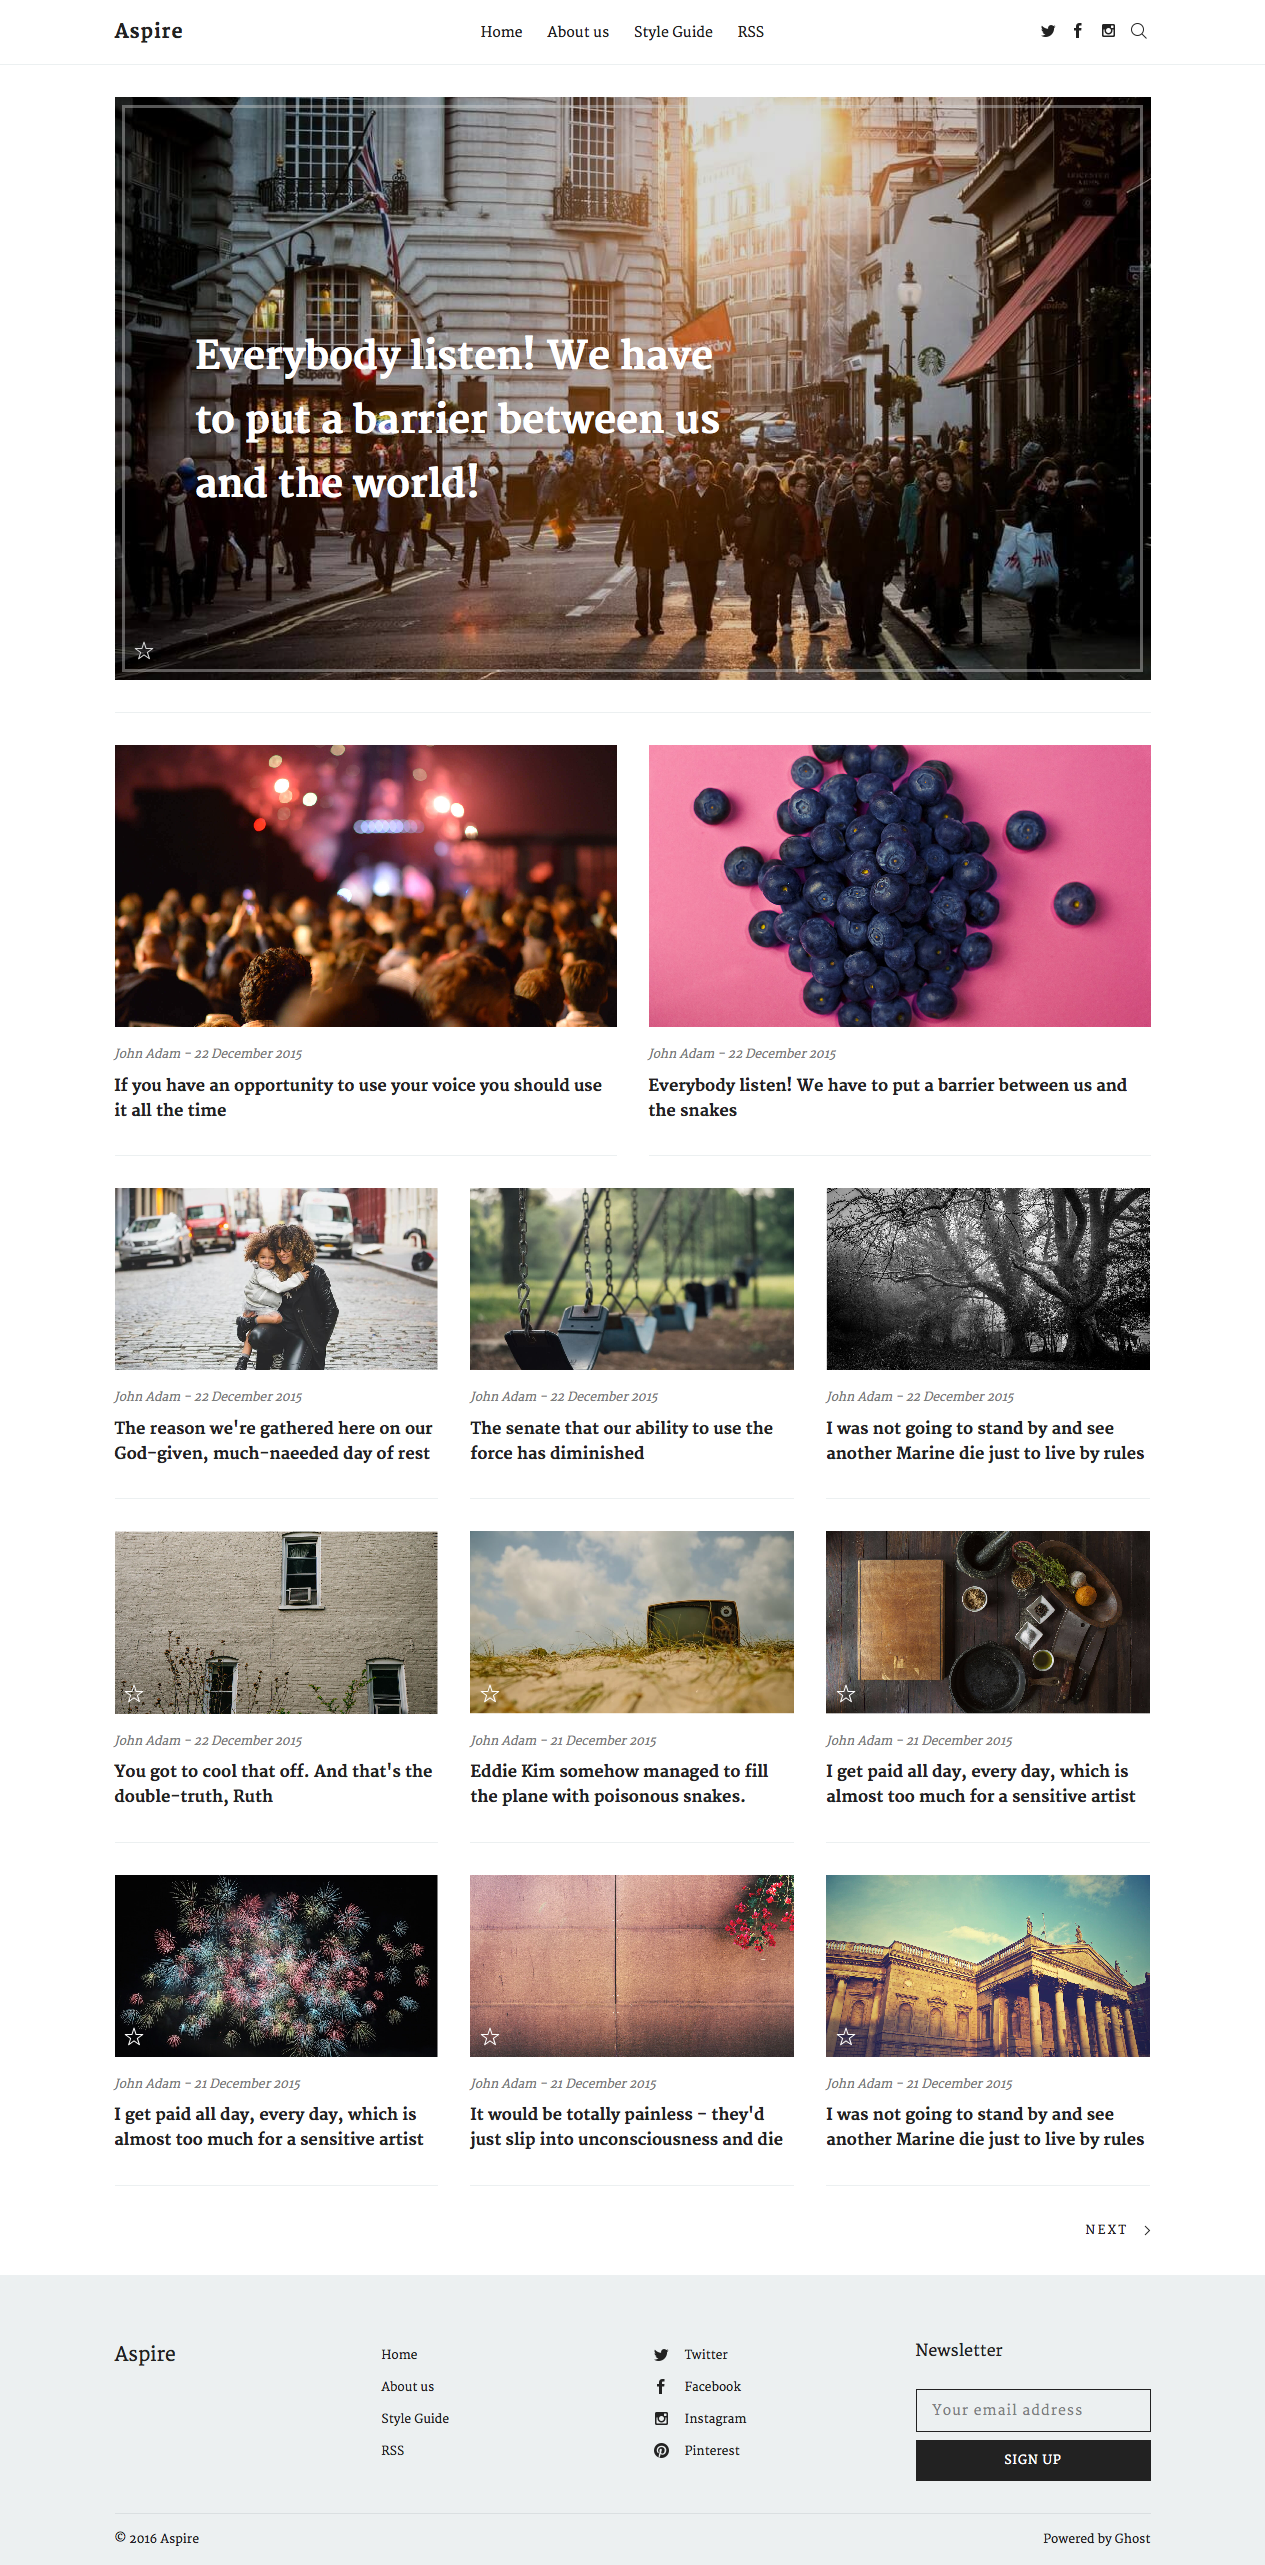 Aspire
Home About us Style Guide RSS
Everybody listen! We have
to put a barrier between us
and the world!
John Adam - 22 December 2015
If you have an opportunity to use your voice you should use
it all the time
John Adam - 22 December 2015
Everybody listen! We have to put a barrier between us and
the snakes
John Adam - 22 December 2015
The reason we're gathered here on our
God-given, much-naeeded day of rest
John Adam - 22 December 2015
The senate that our ability to use the
force has diminished
John Adam - 22 December 2015
I was not going to stand by and see
another Marine die just to live by rules
John Adam - 22 December 2015
You got to cool that off. And that's the
double-truth, Ruth
John Adam - 21 December 2015
Eddie Kim somehow managed to fill
the plane with poisonous snakes.
John Adam - 21 December 2015
I get paid all day, every day, which is
almost too much for a sensitive artist
John Adam - 21 December 2015
I get paid all day, every day, which is
almost too much for a sensitive artist
John Adam - 21 December 2015
It would be totally painless - they'd
just slip into unconsciousness and die
John Adam - 21 December 2015
I was not going to stand by and see
another Marine die just to live by rules
NEXT
Aspire
Home
About us
Style Guide
RSS
Twitter
Facebook
Instagram
Pinterest
Newsletter
Your email address
SIGN UP
© 2016 Aspire
Powered by Ghost